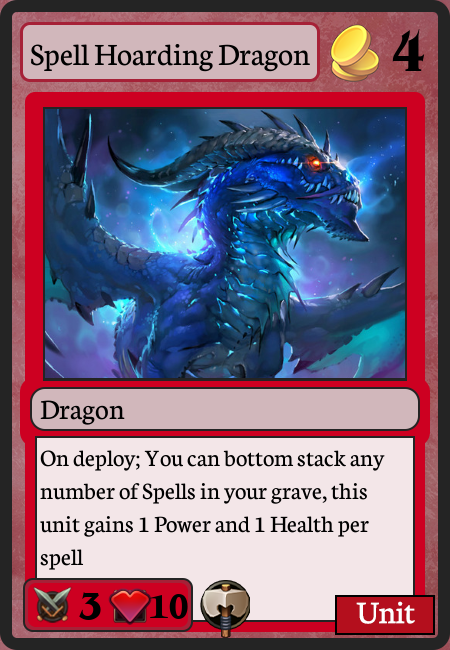 Spell Hoarding Dragon
4
Dragon
On deploy; You can bottom stack any
number of Spells in your grave, this
unit gains 1 Power and 1 Health per
spell
3 10
Unit